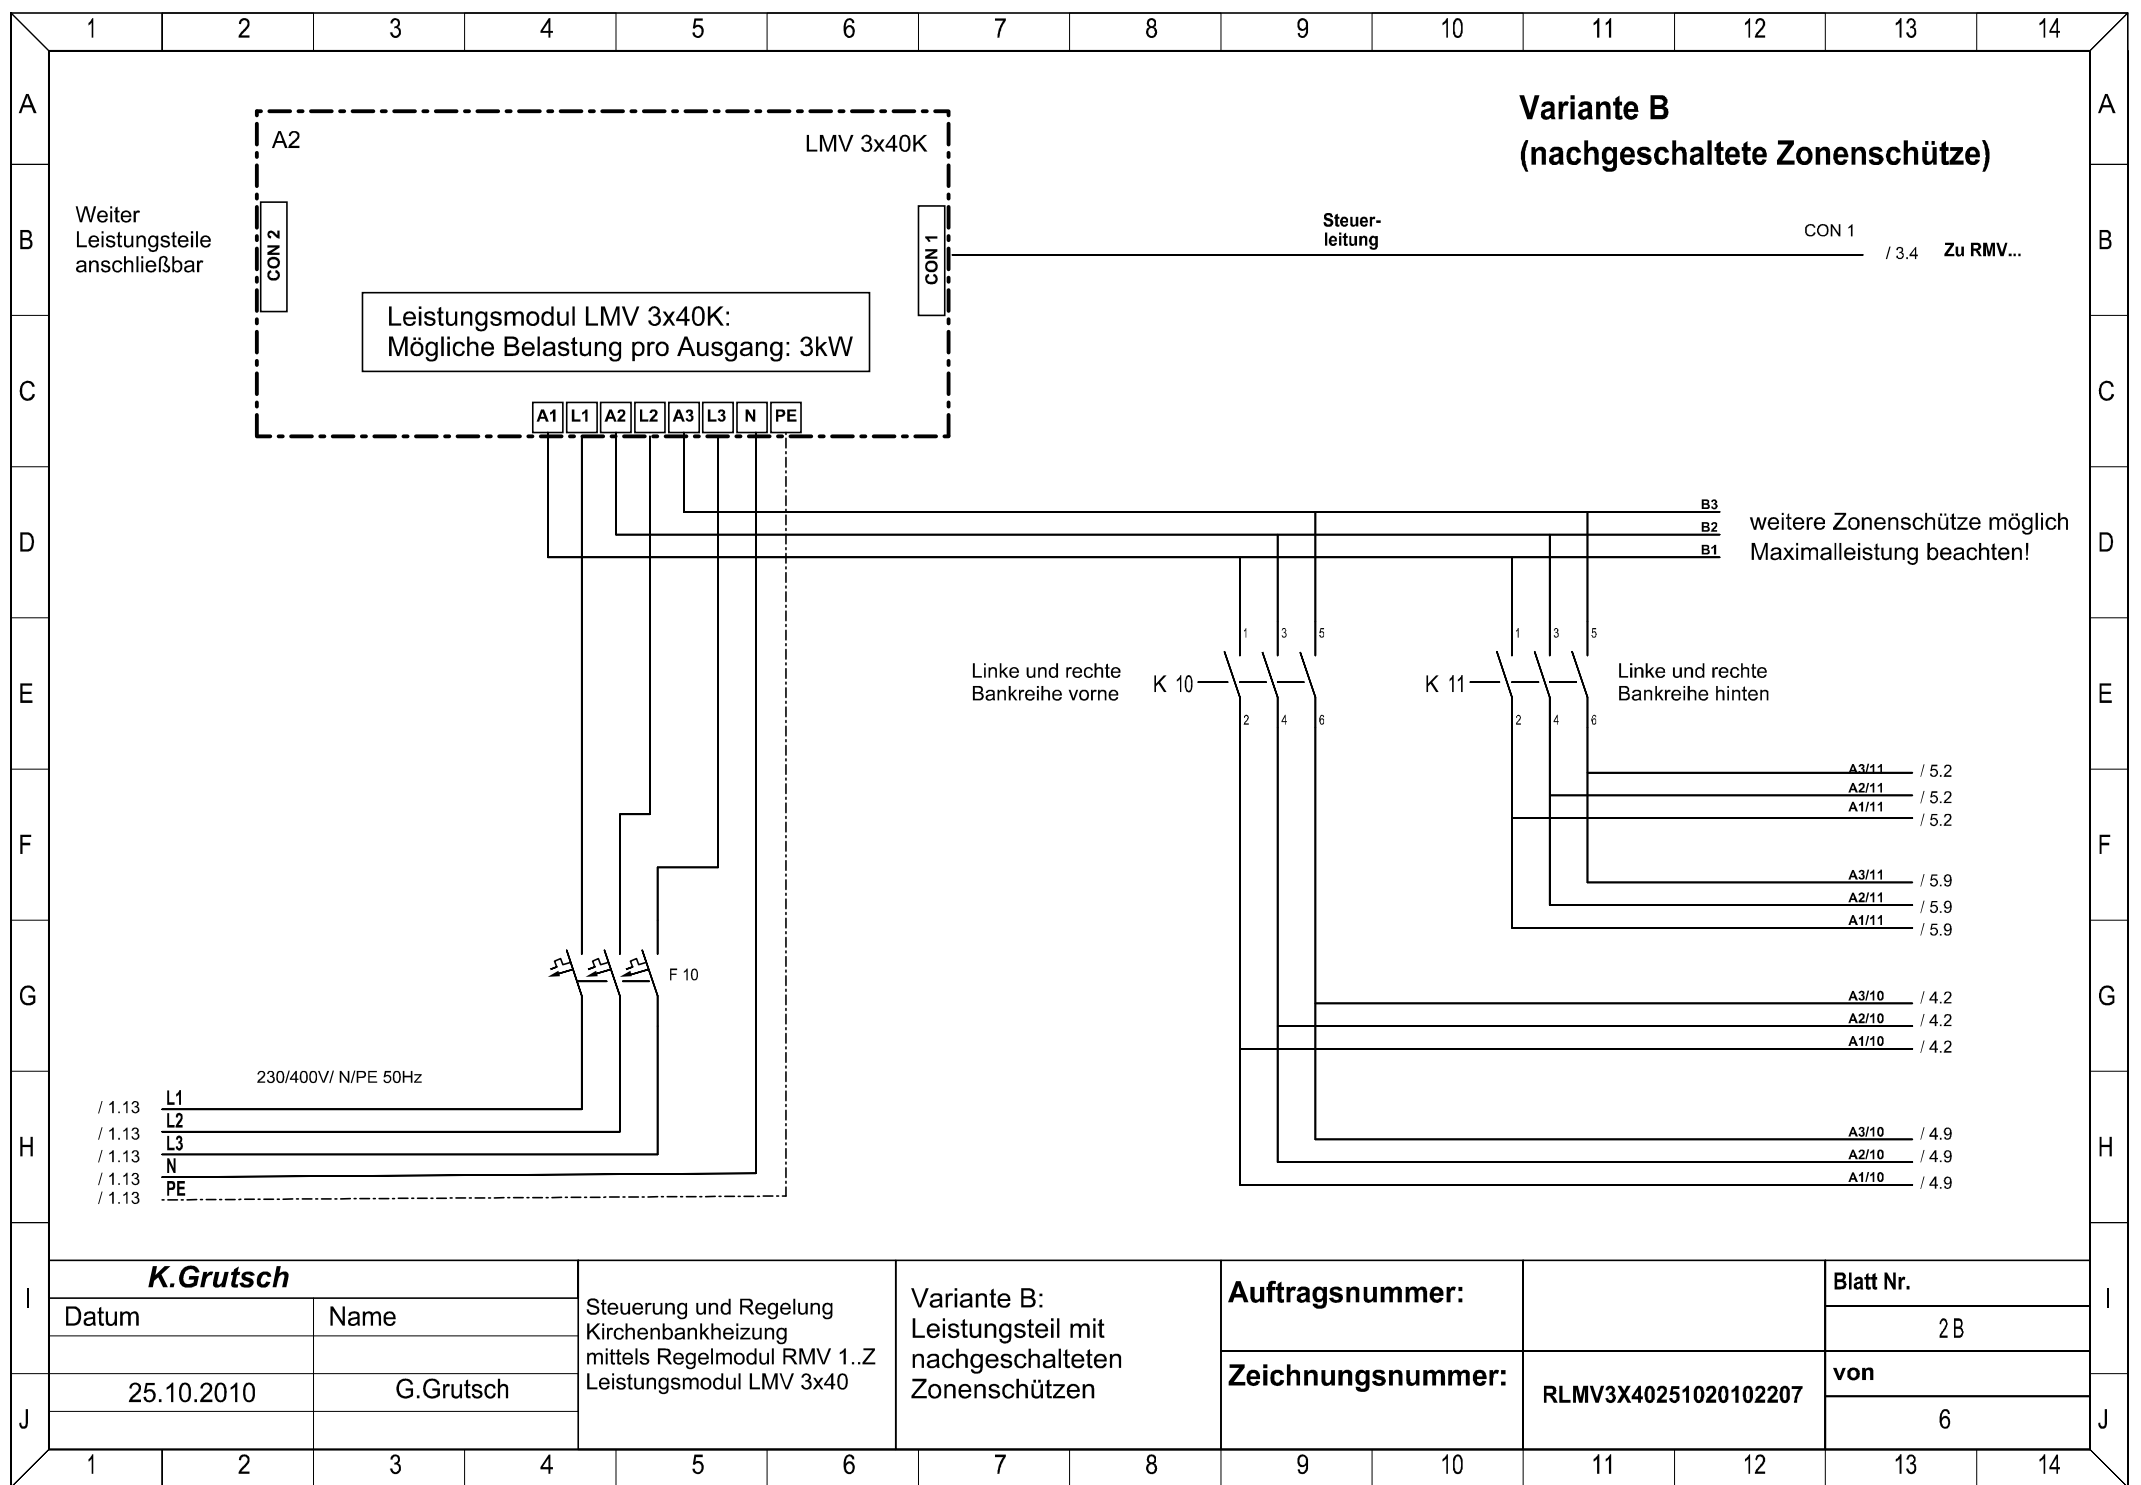 1 2 3 4 5 6 7 8 9 10 11 12 13 14
A A
Variante B
(nachgeschaltete Zonenschütze)
A2 LMV 3x40K
B B
Weiter
Leistungsteile
anschließbar
CON 2
CON 1
Steuer-
leitung
CON 1
/ 3.4 Zu RMV...
Leistungsmodul LMV 3x40K:
Mögliche Belastung pro Ausgang: 3kW
C C
A1 L1 A2 L2 A3 L3 N PE
D D
B3
B2
B1
weitere Zonenschütze möglich
Maximalleistung beachten!
E E
1 3 5
1 3 5
Linke und rechte
Bankreihe vorne
K 10
K 11
Linke und rechte
Bankreihe hinten
2 4 6
2 4 6
F F
A3/11 / 5.2
A2/11 / 5.2
A1/11 / 5.2
A3/11 / 5.9
A2/11 / 5.9
A1/11 / 5.9
G G
F 10
A3/10 / 4.2
A2/10 / 4.2
A1/10 / 4.2
H H
230/400V/ N/PE 50Hz
/ 1.13 L1
/ 1.13 L2
/ 1.13 L3
/ 1.13 N
/ 1.13 PE
A3/10 / 4.9
A2/10 / 4.9
A1/10 / 4.9
I I
K.Grutsch
Datum Name
25.10.2010 G.Grutsch
Steuerung und Regelung
Kirchenbankheizung
mittels Regelmodul RMV 1..Z
Leistungsmodul LMV 3x40
Variante B:
Leistungsteil mit
nachgeschalteten
Zonenschützen
Auftragsnummer:
Zeichnungsnummer:
RLMV3X40251020102207
Blatt Nr.
2B
von
6
J J
1 2 3 4 5 6 7 8 9 10 11 12 13 14